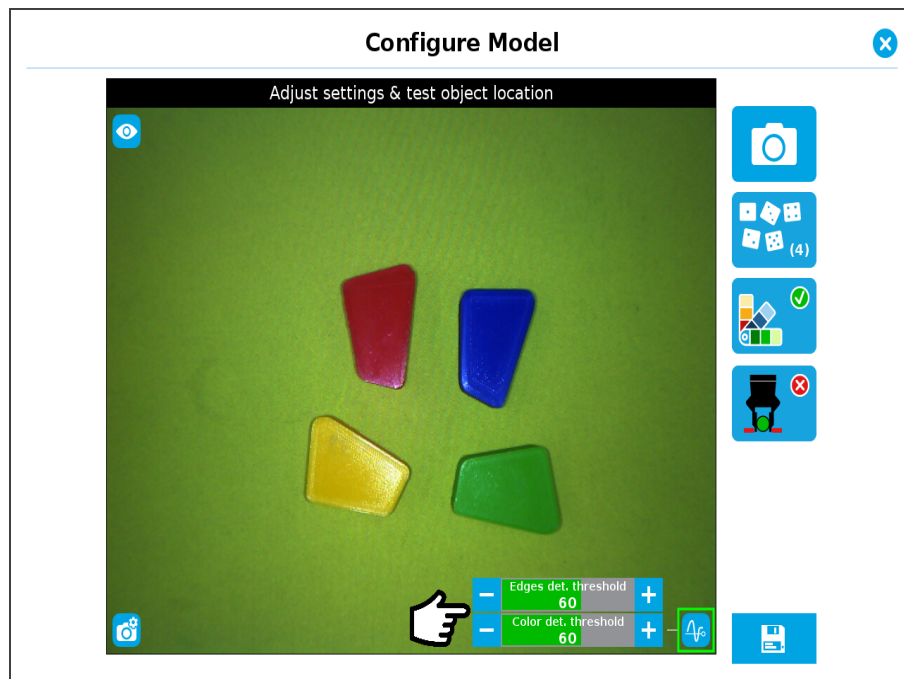 Configure Model
Adjust settings & test object location
(4)
Edges det. threshold
60
Color det. threshold
60